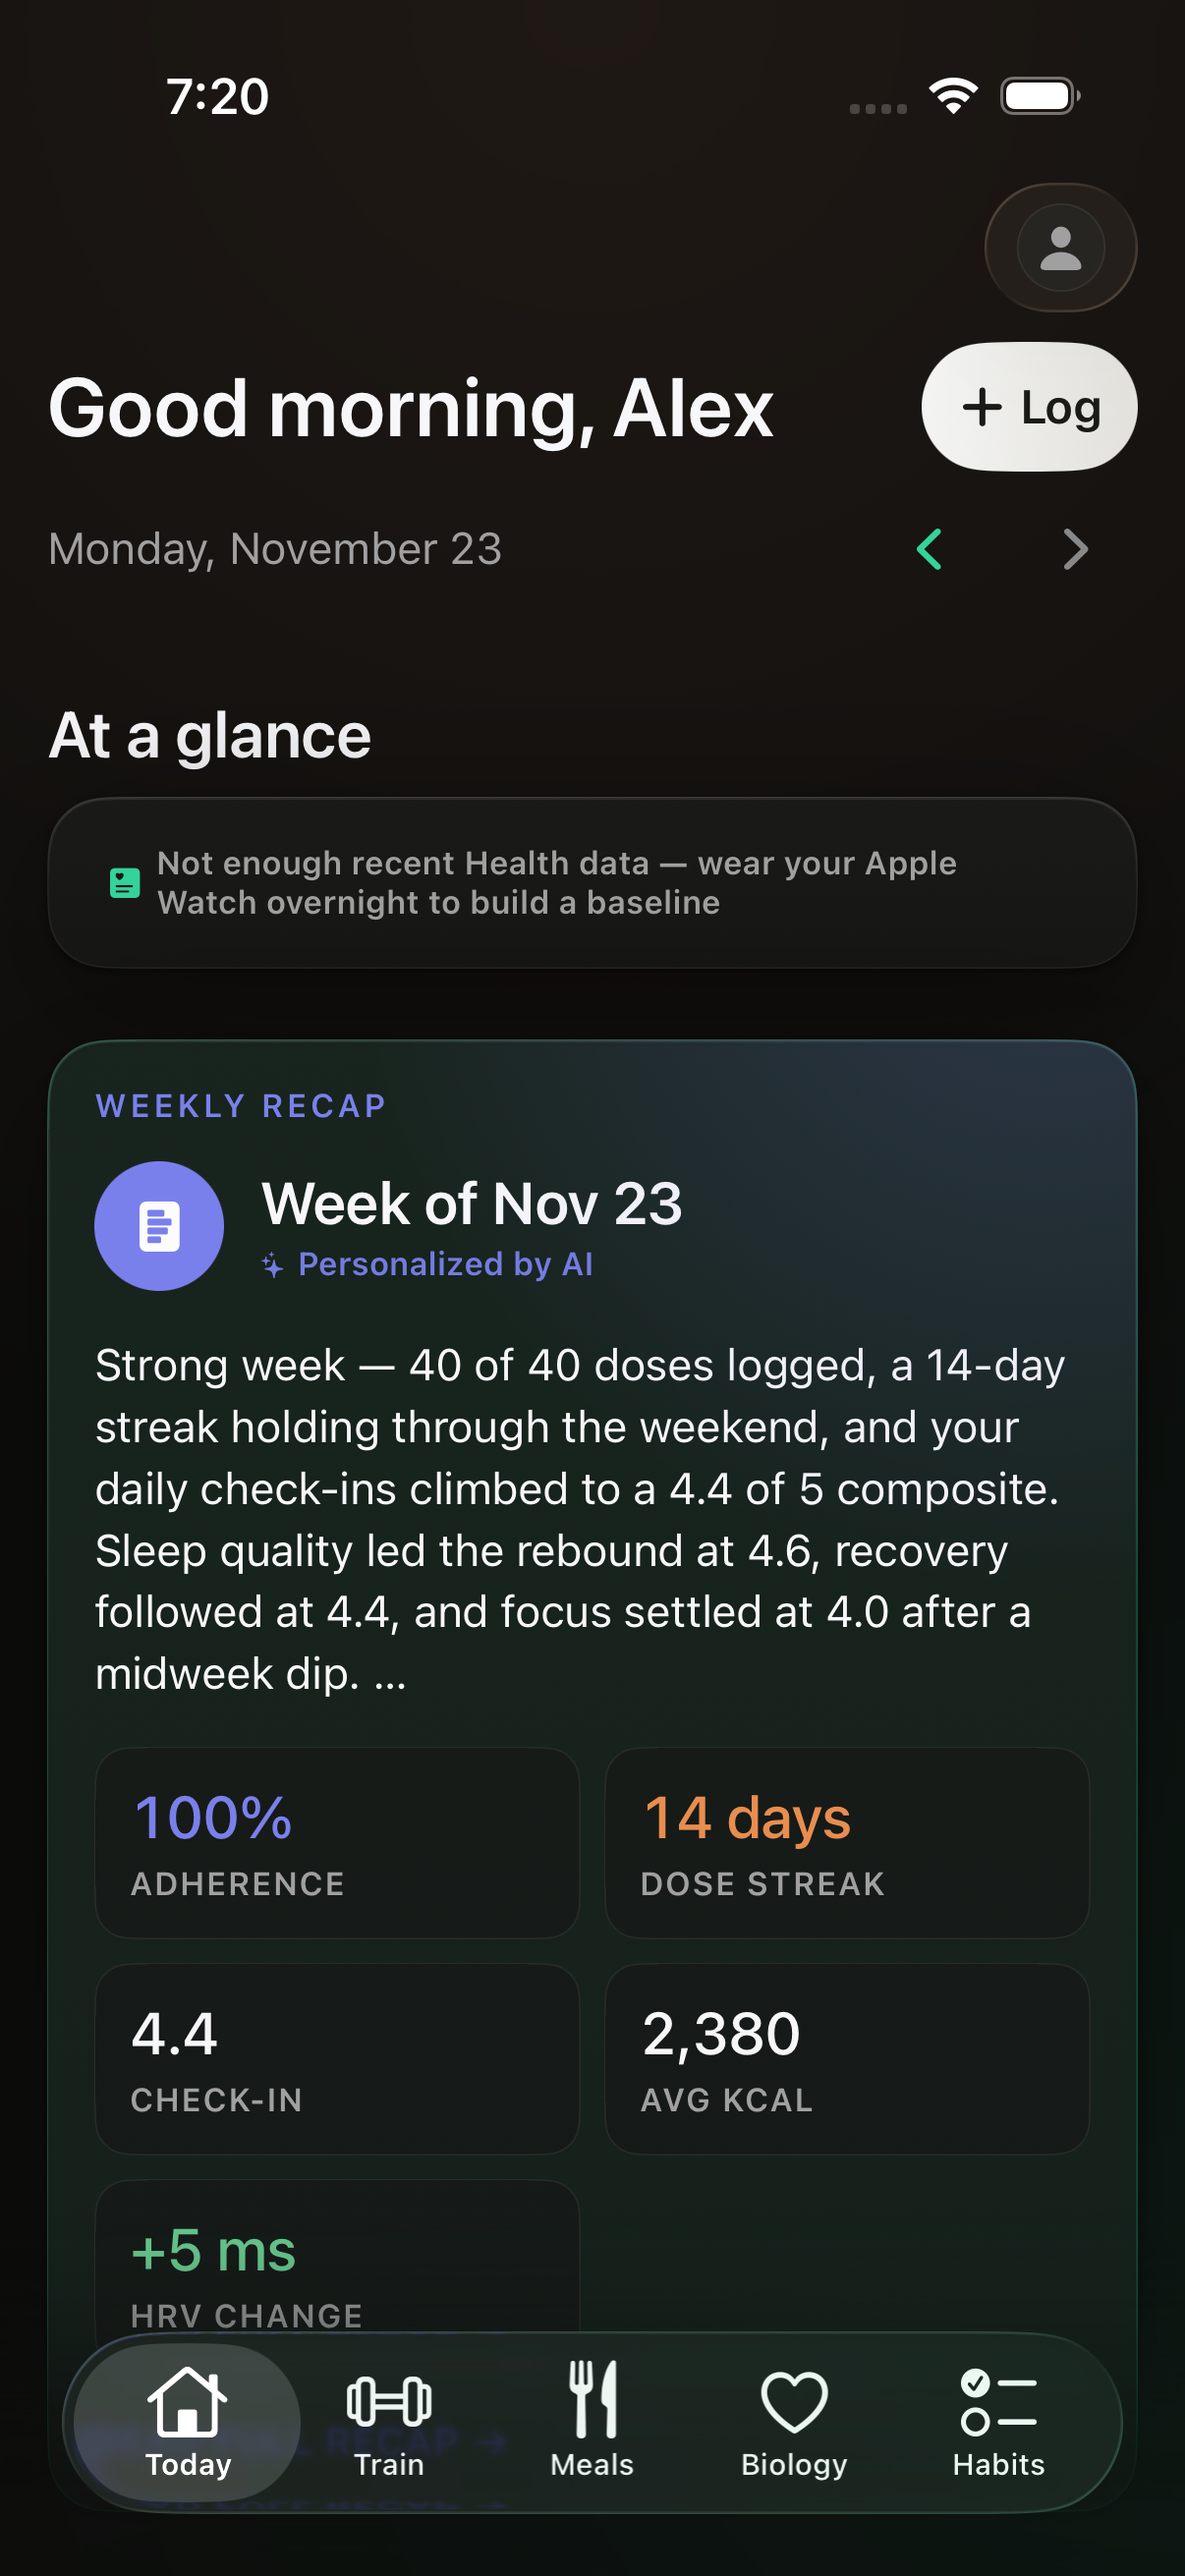 7:20
Good morning, Alex
+ Log
Monday, November 23
At a glance
Not enough recent Health data — wear your Apple
Watch overnight to build a baseline
WEEKLY RECAP
Week of Nov 23
Personalized by AI
Strong week — 40 of 40 doses logged, a 14-day
streak holding through the weekend, and your
daily check-ins climbed to a 4.4 of 5 composite.
Sleep quality led the rebound at 4.6, recovery
followed at 4.4, and focus settled at 4.0 after a
midweek dip. ...
100%
ADHERENCE
14 days
DOSE STREAK
4.4
CHECK-IN
2,380
AVG KCAL
+5 ms
HRV CHANGE
RECAP →
Today
Train
Meals
Biology
Habits